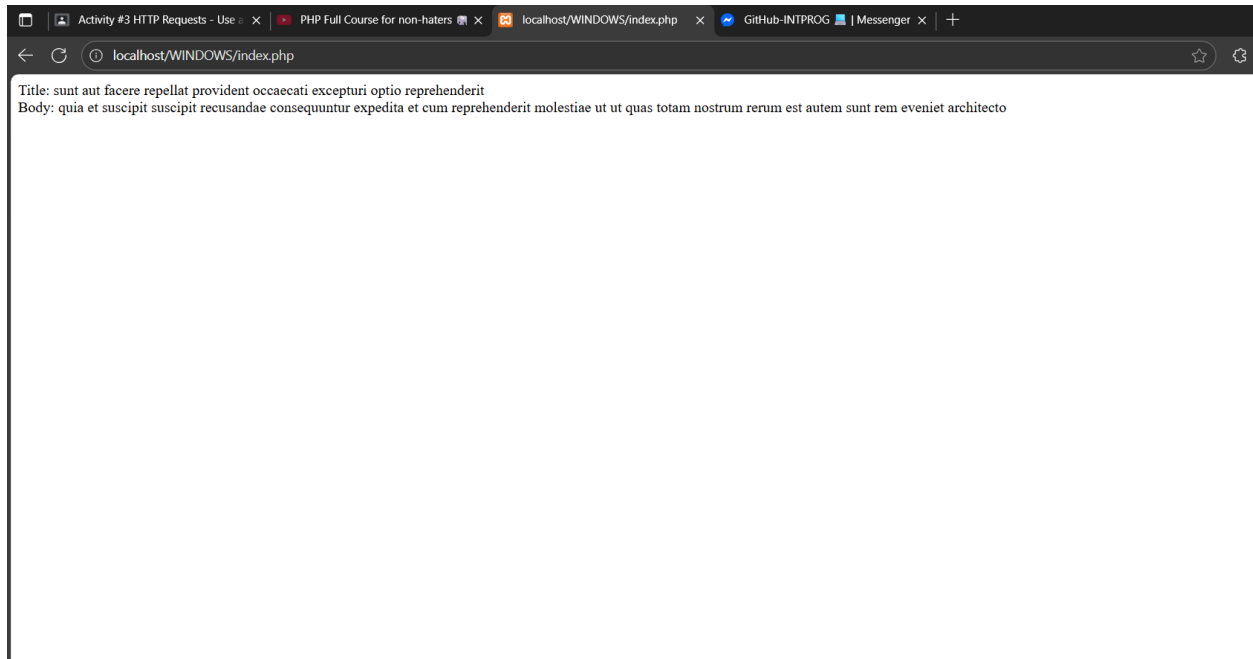 Activity #3 HTTP Requests - Use a
PHP Full Course for non-haters
localhost/WINDOWS/index.php
GitHub-INTPROG 💻 | Messenger
localhost/WINDOWS/index.php
Title: sunt aut facere repellat provident occaecati excepturi optio reprehenderit
Body: quia et suscipit suscipit recusandae consequuntur expedita et cum reprehenderit molestiae ut ut quas totam nostrum rerum est autem sunt rem eveniet architecto